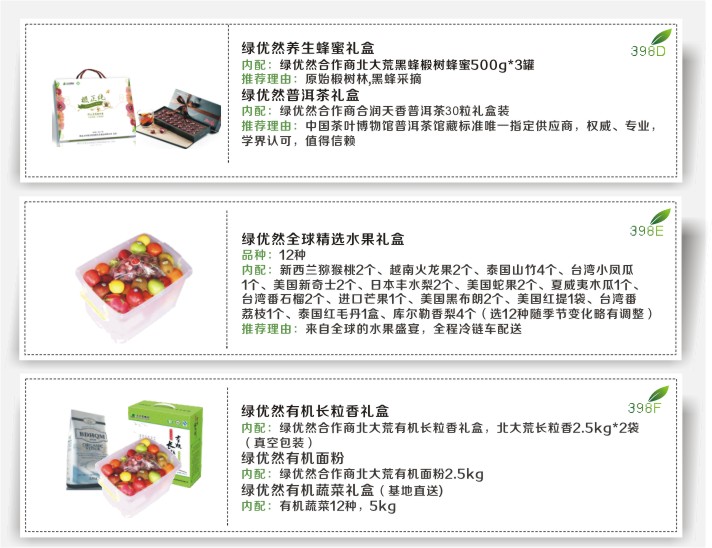 398D
绿优然养生蜂蜜礼盒
内配：绿优然合作商北大荒黑蜂椴树蜂蜜500g*3罐
推荐理由：原始椴树林,黑蜂采摘
绿优然普洱茶礼盒
内配：绿优然合作商合润天香普洱茶30粒礼盒装
推荐理由：中国茶叶博物馆普洱茶馆藏标准唯一指定供应商，权威、专业，
学界认可，值得信赖
398E
绿优然全球精选水果礼盒
品种：12种
内配：新西兰猕猴桃2个、越南火龙果2个、泰国山竹4个、台湾小凤瓜
1个、美国新奇士2个、日本丰水梨2个、美国蛇果2个、夏威夷木瓜1个、
台湾番石榴2个、进口芒果1个、美国黑布朗2个、美国红提1袋、台湾番
荔枝1个、泰国红毛丹1盒、库尔勒香梨4个（选12种随季节变化略有调整）
推荐理由：来自全球的水果盛宴，全程冷链车配送
398F
绿优然有机长粒香礼盒
内配：绿优然合作商北大荒有机长粒香礼盒，北大荒长粒香2.5kg*2袋
（真空包装）
绿优然有机面粉
内配：绿优然合作商北大荒有机面粉2.5kg
绿优然有机蔬菜礼盒（基地直送)
内配：有机蔬菜12种，5kg